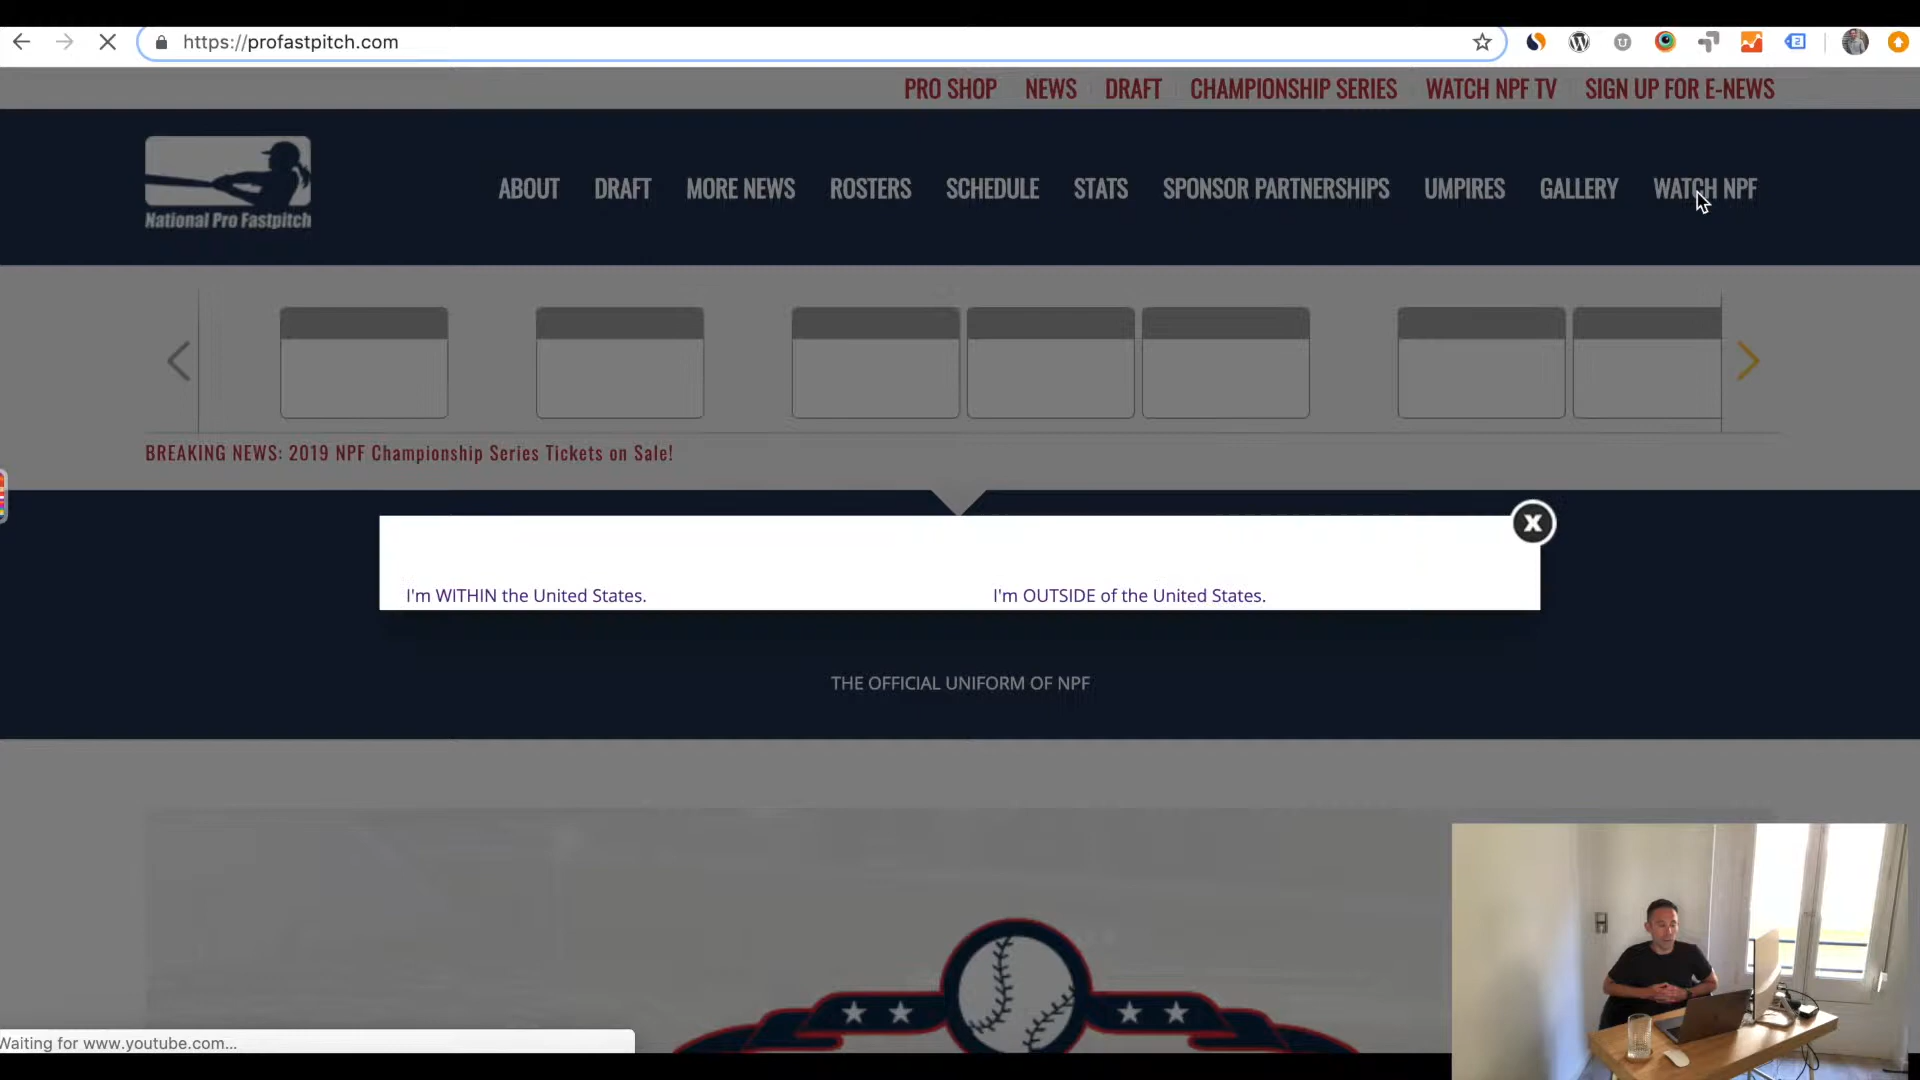 https://profastpitch.com
PRO SHOP NEWS DRAFT CHAMPIONSHIP SERIES WATCH NPF TV SIGN UP FOR E-NEWS
National Pro Fastpitch
ABOUT DRAFT MORE NEWS ROSTERS SCHEDULE STATS SPONSOR PARTNERSHIPS UMPIRES GALLERY WATCH NPF
BREAKING NEWS: 2019 NPF Championship Series Tickets on Sale!
X
I'm WITHIN the United States. I'm OUTSIDE of the United States.
THE OFFICIAL UNIFORM OF NPF
Waiting for www.youtube.com...